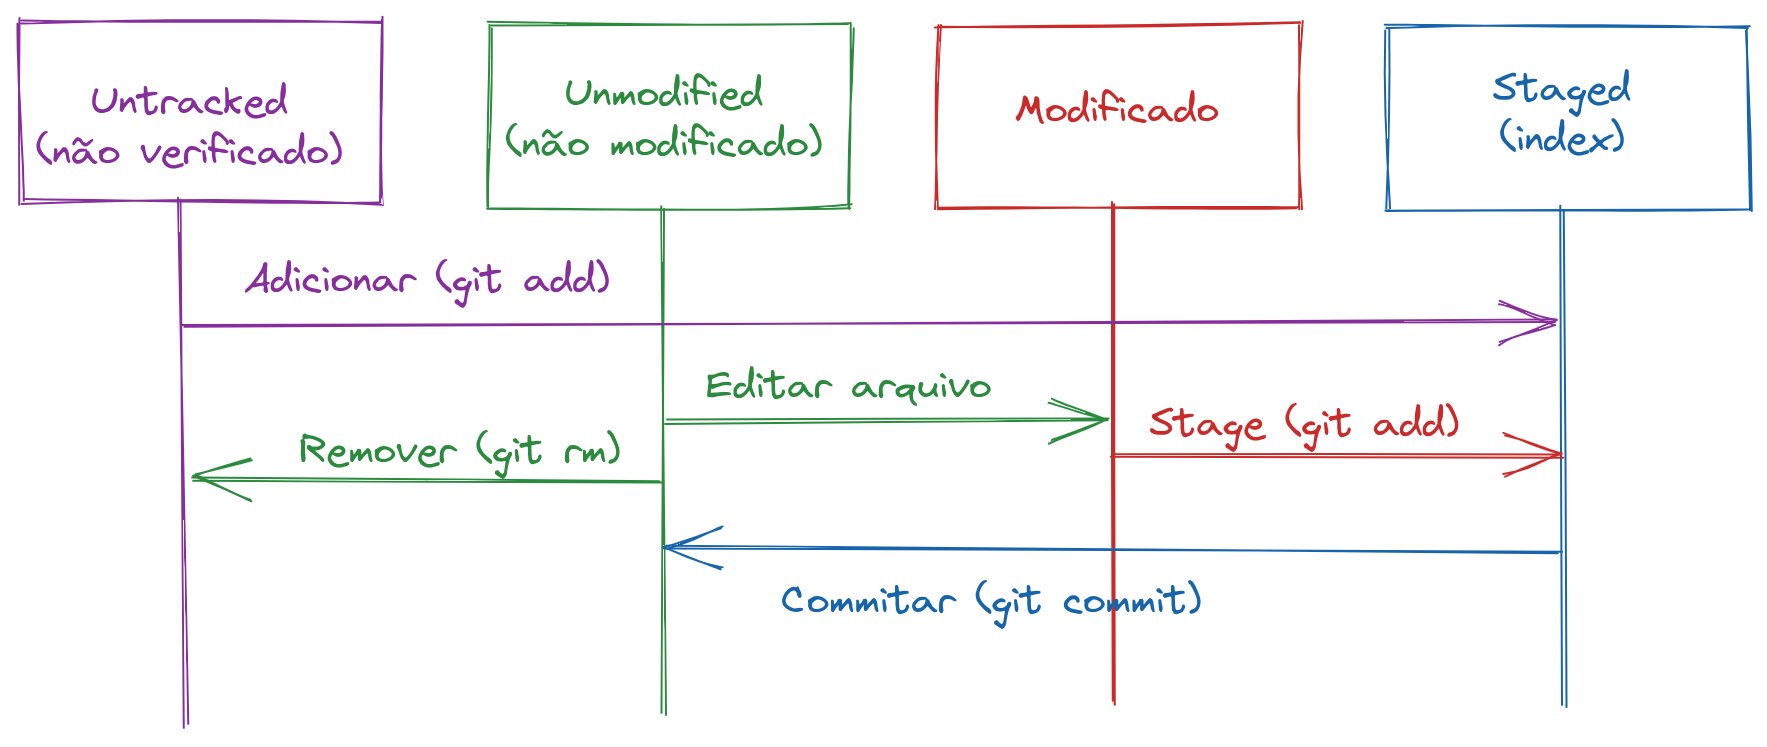 Untracked
(não verificado)
Unmodified
(não modificado)
Modificado
Staged
(index)
Adicionar (git add)
Editar arquivo
Stage (git add)
Remover (git rm)
Commitar (git commit)